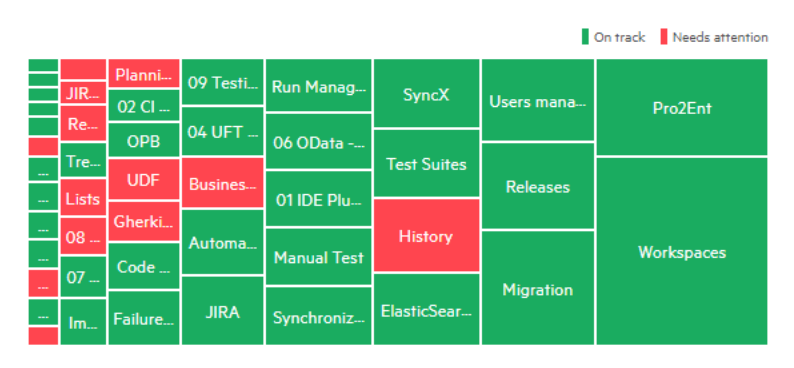 On track
Needs attention
JIR...
Re...
Tre...
Lists
08 ...
07 ...
Im...
Planni...
02 CI ...
OPB
UDF
Gherki...
Code ...
Failure...
09 Testi...
04 UFT ...
Busines...
Automa...
JIRA
Run Manag...
06 OData -...
01 IDE Plu...
Manual Test
Synchroniz...
SyncX
Test Suites
History
ElasticSear...
Users mana...
Releases
Migration
Pro2Ent
Workspaces
...
...
...
...
...
...